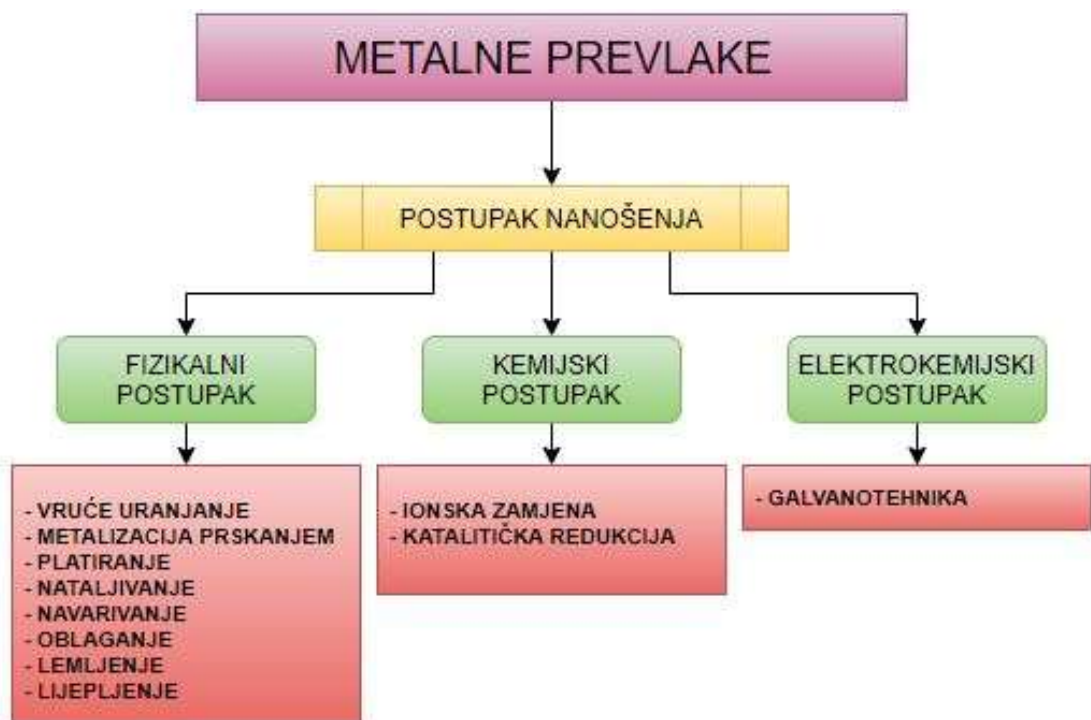 METALNE PREVLAKE
POSTUPAK NANOŠENJA
FIZIKALNI
POSTUPAK
KEMIJSKI
POSTUPAK
ELEKTROKEMIJSKI
POSTUPAK
- VRUĆE URANJANJE
- METALIZACIJA PRSKANJEM
- PLATIRANJE
- NATALJIVANJE
- NAVARIVANJE
- OBLAGANJE
- LEMLJENJE
- LIJEPLJENJE
- IONSKA ZAMJENA
- KATALITIČKA REDUKCIJA
- GALVANOTEHNIKA